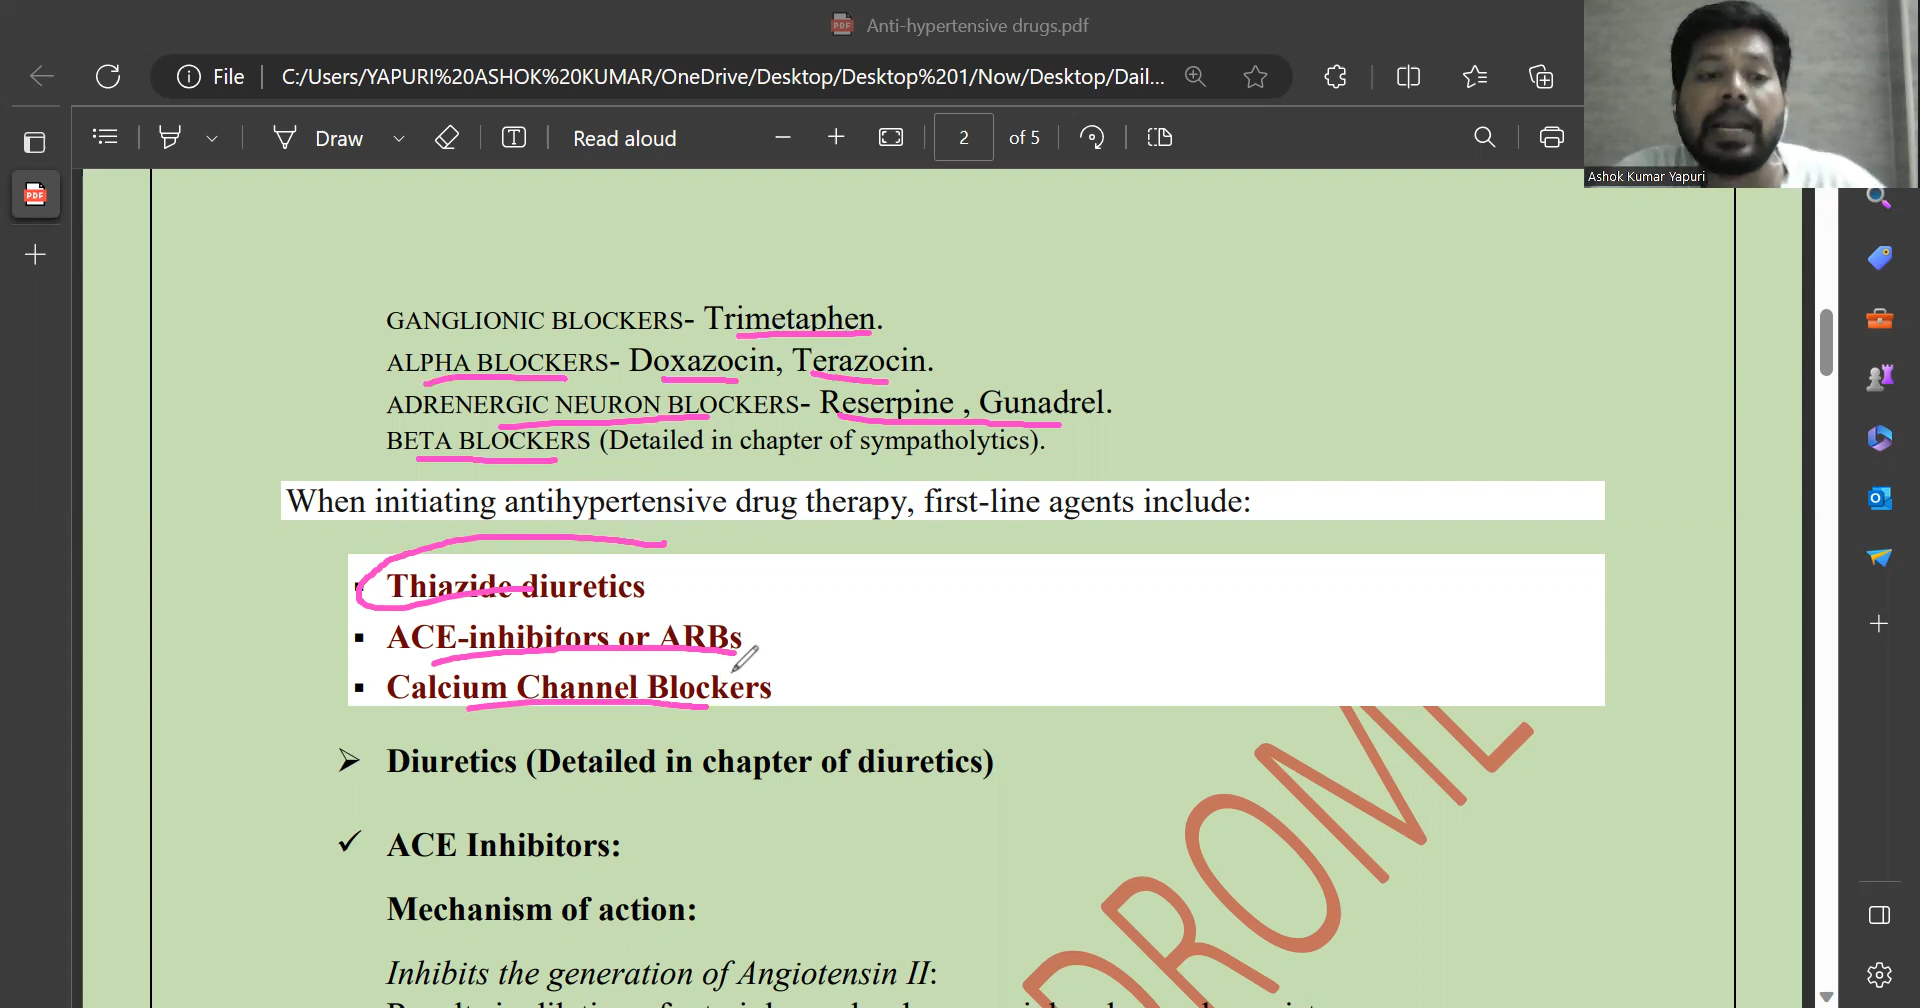 Anti-hypertensive drugs.pdf
File
C:/Users/YAPURI%20ASHOK%20KUMAR/OneDrive/Desktop/Desktop%201/Now/Desktop/Dail...
Draw
Read aloud
2 of 5
Ashok Kumar Yapuri
GANGLIONIC BLOCKERS- Trimetaphen.
ALPHA BLOCKERS- Doxazocin, Terazocin.
ADRENERGIC NEURON BLOCKERS- Reserpine , Gunadrel.
BETA BLOCKERS (Detailed in chapter of sympatholytics).
When initiating antihypertensive drug therapy, first-line agents include:
▪ Thiazide diuretics
▪ ACE-inhibitors or ARBs
▪ Calcium Channel Blockers
➢ Diuretics (Detailed in chapter of diuretics)
✓ ACE Inhibitors:
Mechanism of action:
Inhibits the generation of Angiotensin II:
DROME